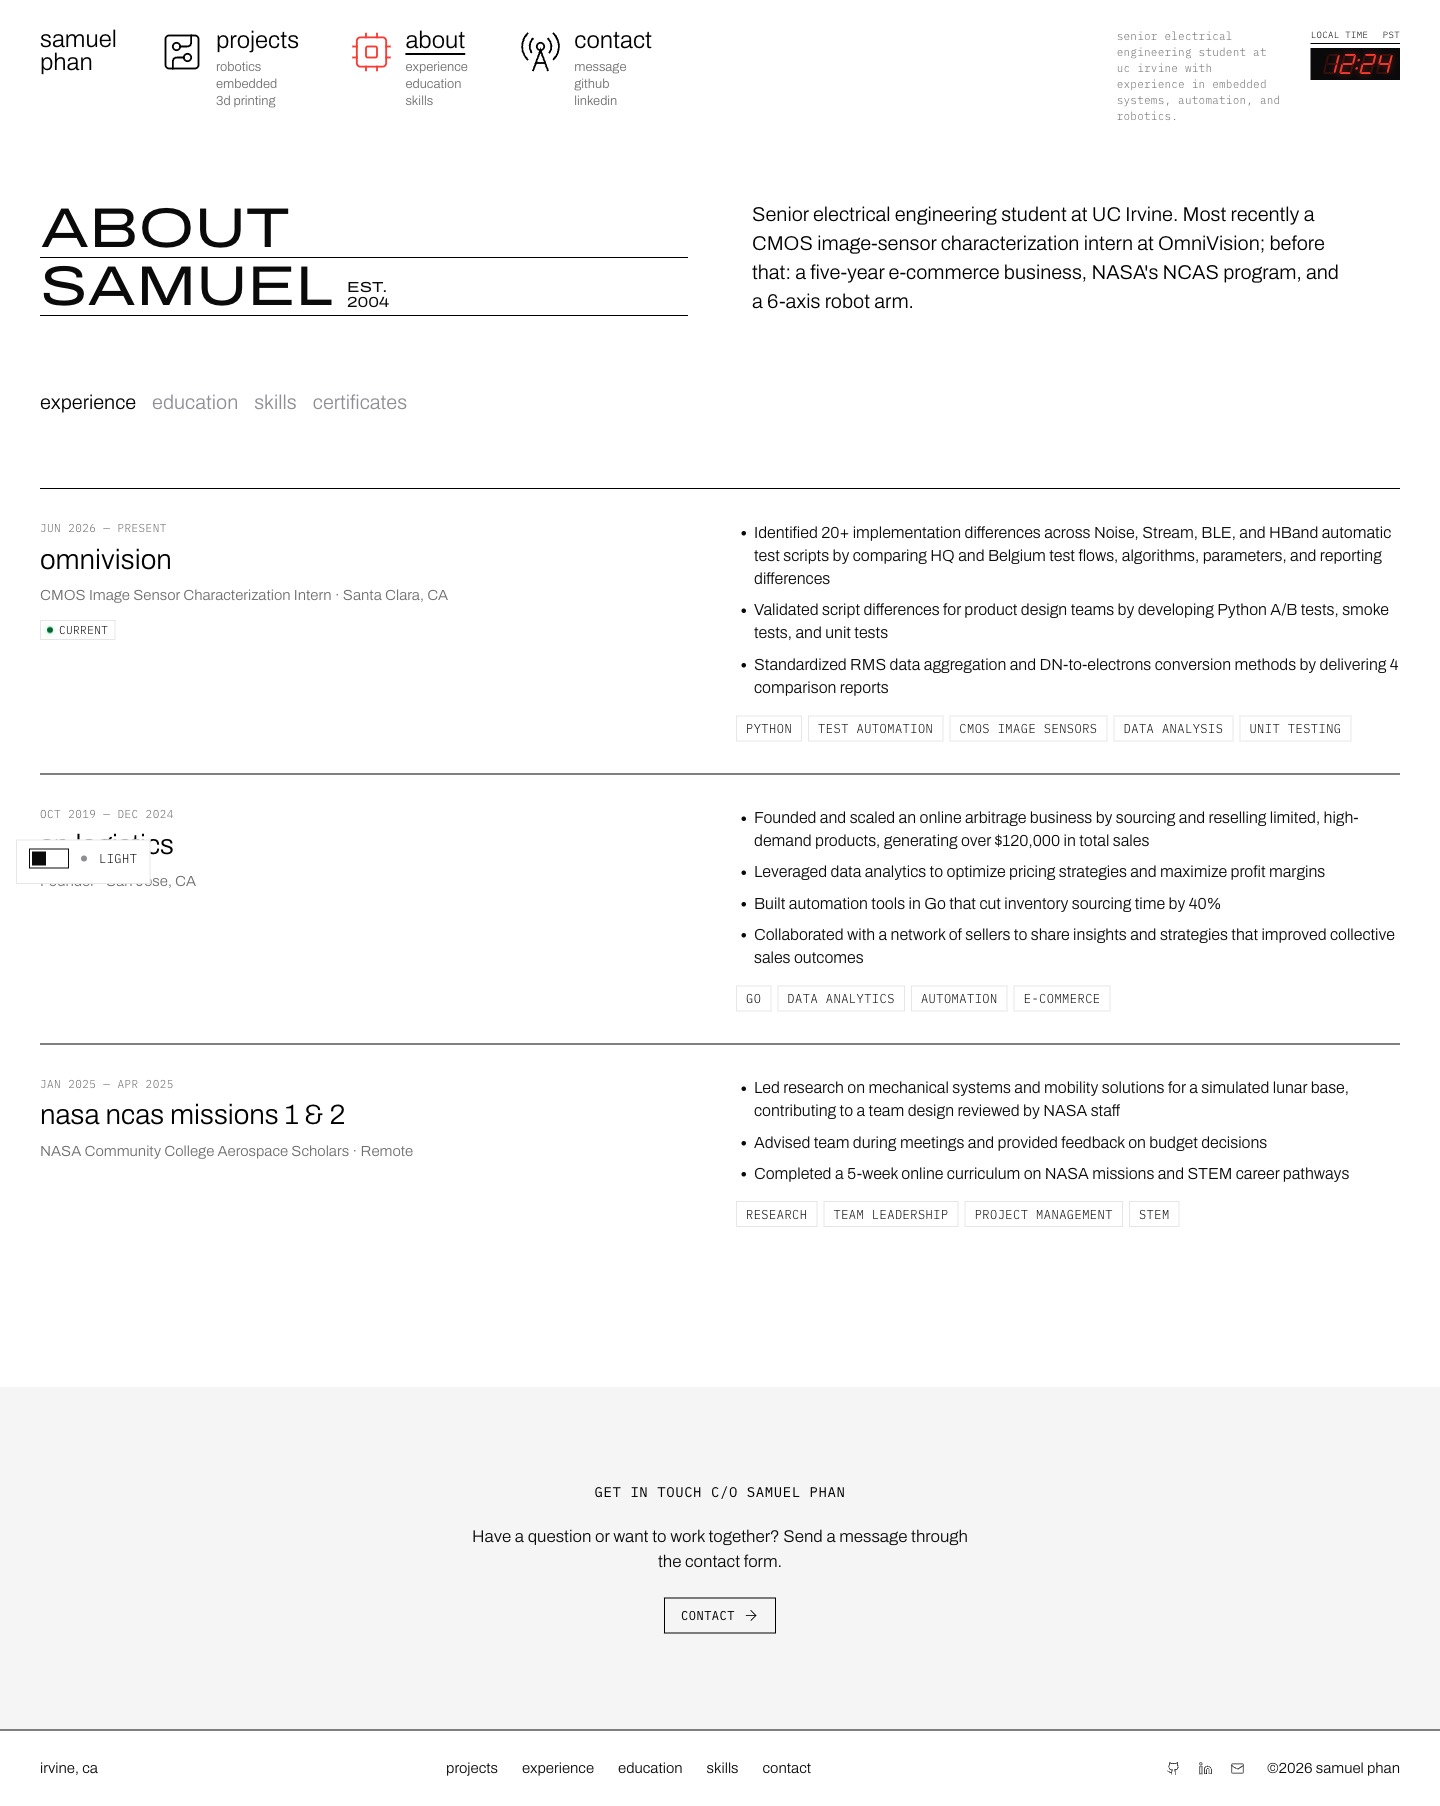 samuel
phan
projects
robotics
embedded
3d printing
about
experience
education
skills
contact
message
github
linkedin
senior electrical
engineering student at
uc irvine with
experience in embedded
systems, automation, and
robotics.
LOCAL TIME PST
12:24
ABOUT
SAMUEL EST.
2004
Senior electrical engineering student at UC Irvine. Most recently a
CMOS image-sensor characterization intern at OmniVision; before
that: a five-year e-commerce business, NASA's NCAS program, and
a 6-axis robot arm.
experience education skills certificates
JUN 2026 — PRESENT
omnivision
CMOS Image Sensor Characterization Intern · Santa Clara, CA
CURRENT
• Identified 20+ implementation differences across Noise, Stream, BLE, and HBand automatic
test scripts by comparing HQ and Belgium test flows, algorithms, parameters, and reporting
differences
• Validated script differences for product design teams by developing Python A/B tests, smoke
tests, and unit tests
• Standardized RMS data aggregation and DN-to-electrons conversion methods by delivering 4
comparison reports
PYTHON TEST AUTOMATION CMOS IMAGE SENSORS DATA ANALYSIS UNIT TESTING
OCT 2019 — DEC 2024
LIGHT
CA
• Founded and scaled an online arbitrage business by sourcing and reselling limited, high-
demand products, generating over $120,000 in total sales
• Leveraged data analytics to optimize pricing strategies and maximize profit margins
• Built automation tools in Go that cut inventory sourcing time by 40%
• Collaborated with a network of sellers to share insights and strategies that improved collective
sales outcomes
GO DATA ANALYTICS AUTOMATION E-COMMERCE
JAN 2025 — APR 2025
nasa ncas missions 1 & 2
NASA Community College Aerospace Scholars · Remote
• Led research on mechanical systems and mobility solutions for a simulated lunar base,
contributing to a team design reviewed by NASA staff
• Advised team during meetings and provided feedback on budget decisions
• Completed a 5-week online curriculum on NASA missions and STEM career pathways
RESEARCH TEAM LEADERSHIP PROJECT MANAGEMENT STEM
GET IN TOUCH C/O SAMUEL PHAN
Have a question or want to work together? Send a message through
the contact form.
CONTACT →
irvine, ca
projects experience education skills contact
©2026 samuel phan